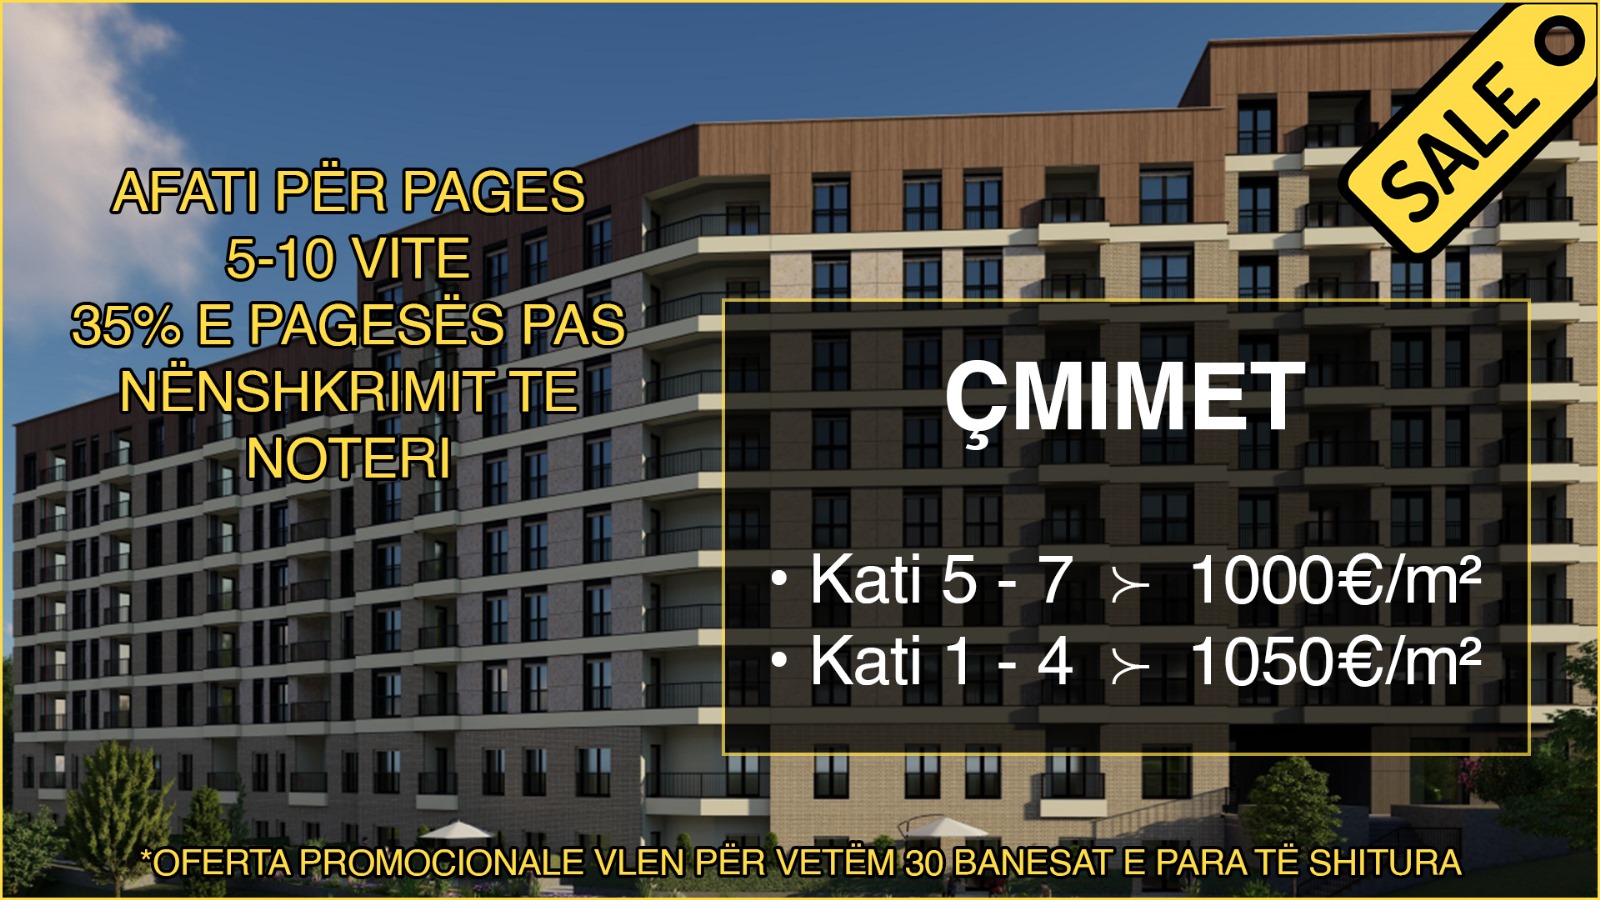 SALE
AFATI PËR PAGES
5-10 VITE
35% E PAGESËS PAS
NËNSHKRIMIT TE
NOTERI
ÇMIMET
• Kati 5 - 7 ≻ 1000€/m²
• Kati 1 - 4 ≻ 1050€/m²
*OFERTA PROMOCIONALE VLEN PËR VETËM 30 BANESAT E PARA TË SHITURA